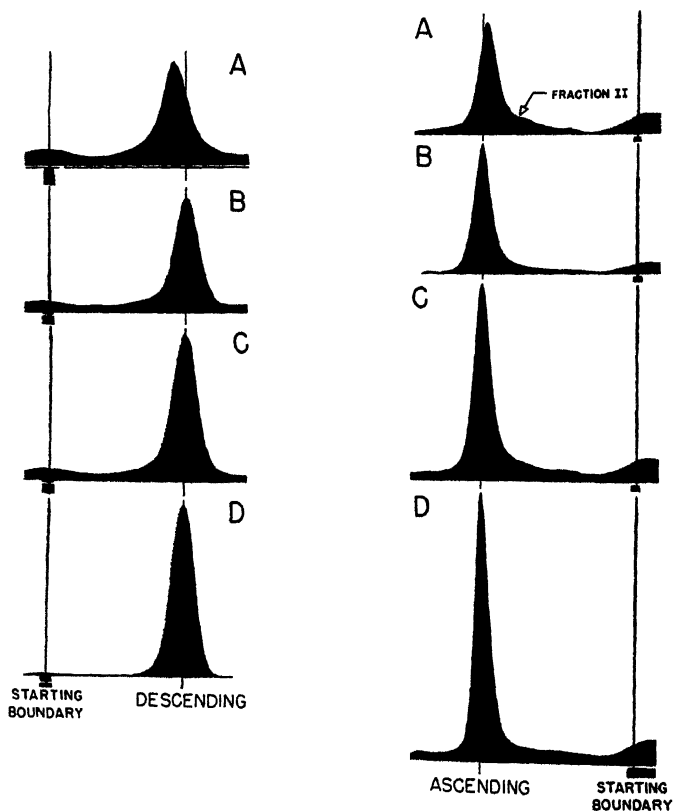 A
B
C
D
STARTING
BOUNDARY
DESCENDING
A
FRACTION II
B
C
D
ASCENDING
STARTING
BOUNDARY